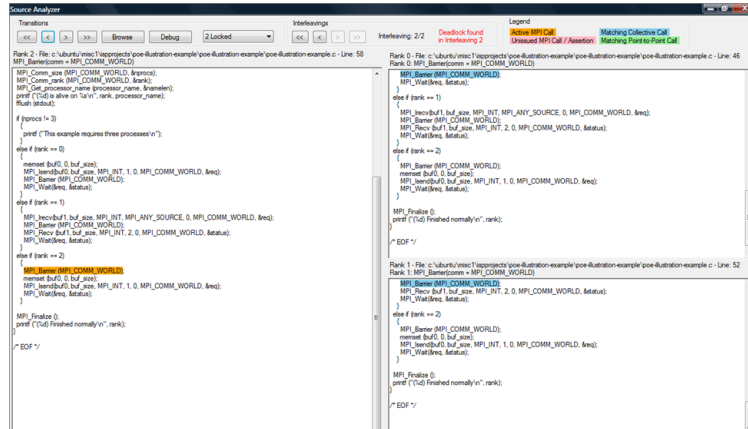 Source Analyzer
Transitions
Interleavings
Legend
<< < > >> Browse Debug 2 Locked
<< < > >> Interleaving: 2/2
Deadlock found
in Interleaving 2
Active MPI Call
Matching Collective Call
Unissued MPI Call / Assertion
Matching Point-to-Point Call
Rank 2 - File: c:\ubuntu\misc1\ispprojects\poe-illustration-example\poe-illustration-example\poe-illustration-example.c - Line: 58
MPI_Barrier(comm = MPI_COMM_WORLD)
MPI_Comm_size (MPI_COMM_WORLD, &nprocs);
MPI_Comm_rank (MPI_COMM_WORLD, &rank);
MPI_Get_processor_name (processor_name, &namelen);
printf ("(%d) is alive on %s\n", rank, processor_name);
fflush (stdout);
if (nprocs != 3)
{
printf ("This example requires three processes\n");
}
else if (rank == 0)
{
memset (buf0, 0, buf_size);
MPI_Isend(buf0, buf_size, MPI_INT, 1, 0, MPI_COMM_WORLD, &req);
MPI_Barrier (MPI_COMM_WORLD);
MPI_Wait(&req, &status);
}
else if (rank == 1)
{
MPI_Irecv(buf1, buf_size, MPI_INT, MPI_ANY_SOURCE, 0, MPI_COMM_WORLD, &req);
MPI_Barrier (MPI_COMM_WORLD);
MPI_Recv (buf1, buf_size, MPI_INT, 2, 0, MPI_COMM_WORLD, &status);
MPI_Wait(&req, &status);
}
else if (rank == 2)
{
MPI_Barrier (MPI_COMM_WORLD);
memset (buf0, 0, buf_size);
MPI_Isend(buf0, buf_size, MPI_INT, 1, 0, MPI_COMM_WORLD, &req);
MPI_Wait(&req, &status);
}
MPI_Finalize ();
printf ("(%d) Finished normally\n", rank);
}
/* EOF */
Rank 0 - File: c:\ubuntu\misc1\ispprojects\poe-illustration-example\poe-illustration-example\poe-illustration-example.c - Line: 46
Rank 0: MPI_Barrier(comm = MPI_COMM_WORLD)
MPI_Barrier (MPI_COMM_WORLD);
MPI_Wait(&req, &status);
}
else if (rank == 1)
{
MPI_Irecv(buf1, buf_size, MPI_INT, MPI_ANY_SOURCE, 0, MPI_COMM_WORLD, &req);
MPI_Barrier (MPI_COMM_WORLD);
MPI_Recv (buf1, buf_size, MPI_INT, 2, 0, MPI_COMM_WORLD, &status);
MPI_Wait(&req, &status);
}
else if (rank == 2)
{
MPI_Barrier (MPI_COMM_WORLD);
memset (buf0, 0, buf_size);
MPI_Isend(buf0, buf_size, MPI_INT, 1, 0, MPI_COMM_WORLD, &req);
MPI_Wait(&req, &status);
}
MPI_Finalize ();
printf ("(%d) Finished normally\n", rank);
}
/* EOF */
Rank 1 - File: c:\ubuntu\misc1\ispprojects\poe-illustration-example\poe-illustration-example\poe-illustration-example.c - Line: 52
Rank 1: MPI_Barrier(comm = MPI_COMM_WORLD)
MPI_Barrier (MPI_COMM_WORLD);
MPI_Recv (buf1, buf_size, MPI_INT, 2, 0, MPI_COMM_WORLD, &status);
MPI_Wait(&req, &status);
}
else if (rank == 2)
{
MPI_Barrier (MPI_COMM_WORLD);
memset (buf0, 0, buf_size);
MPI_Isend(buf0, buf_size, MPI_INT, 1, 0, MPI_COMM_WORLD, &req);
MPI_Wait(&req, &status);
}
MPI_Finalize ();
printf ("(%d) Finished normally\n", rank);
}
/* EOF */